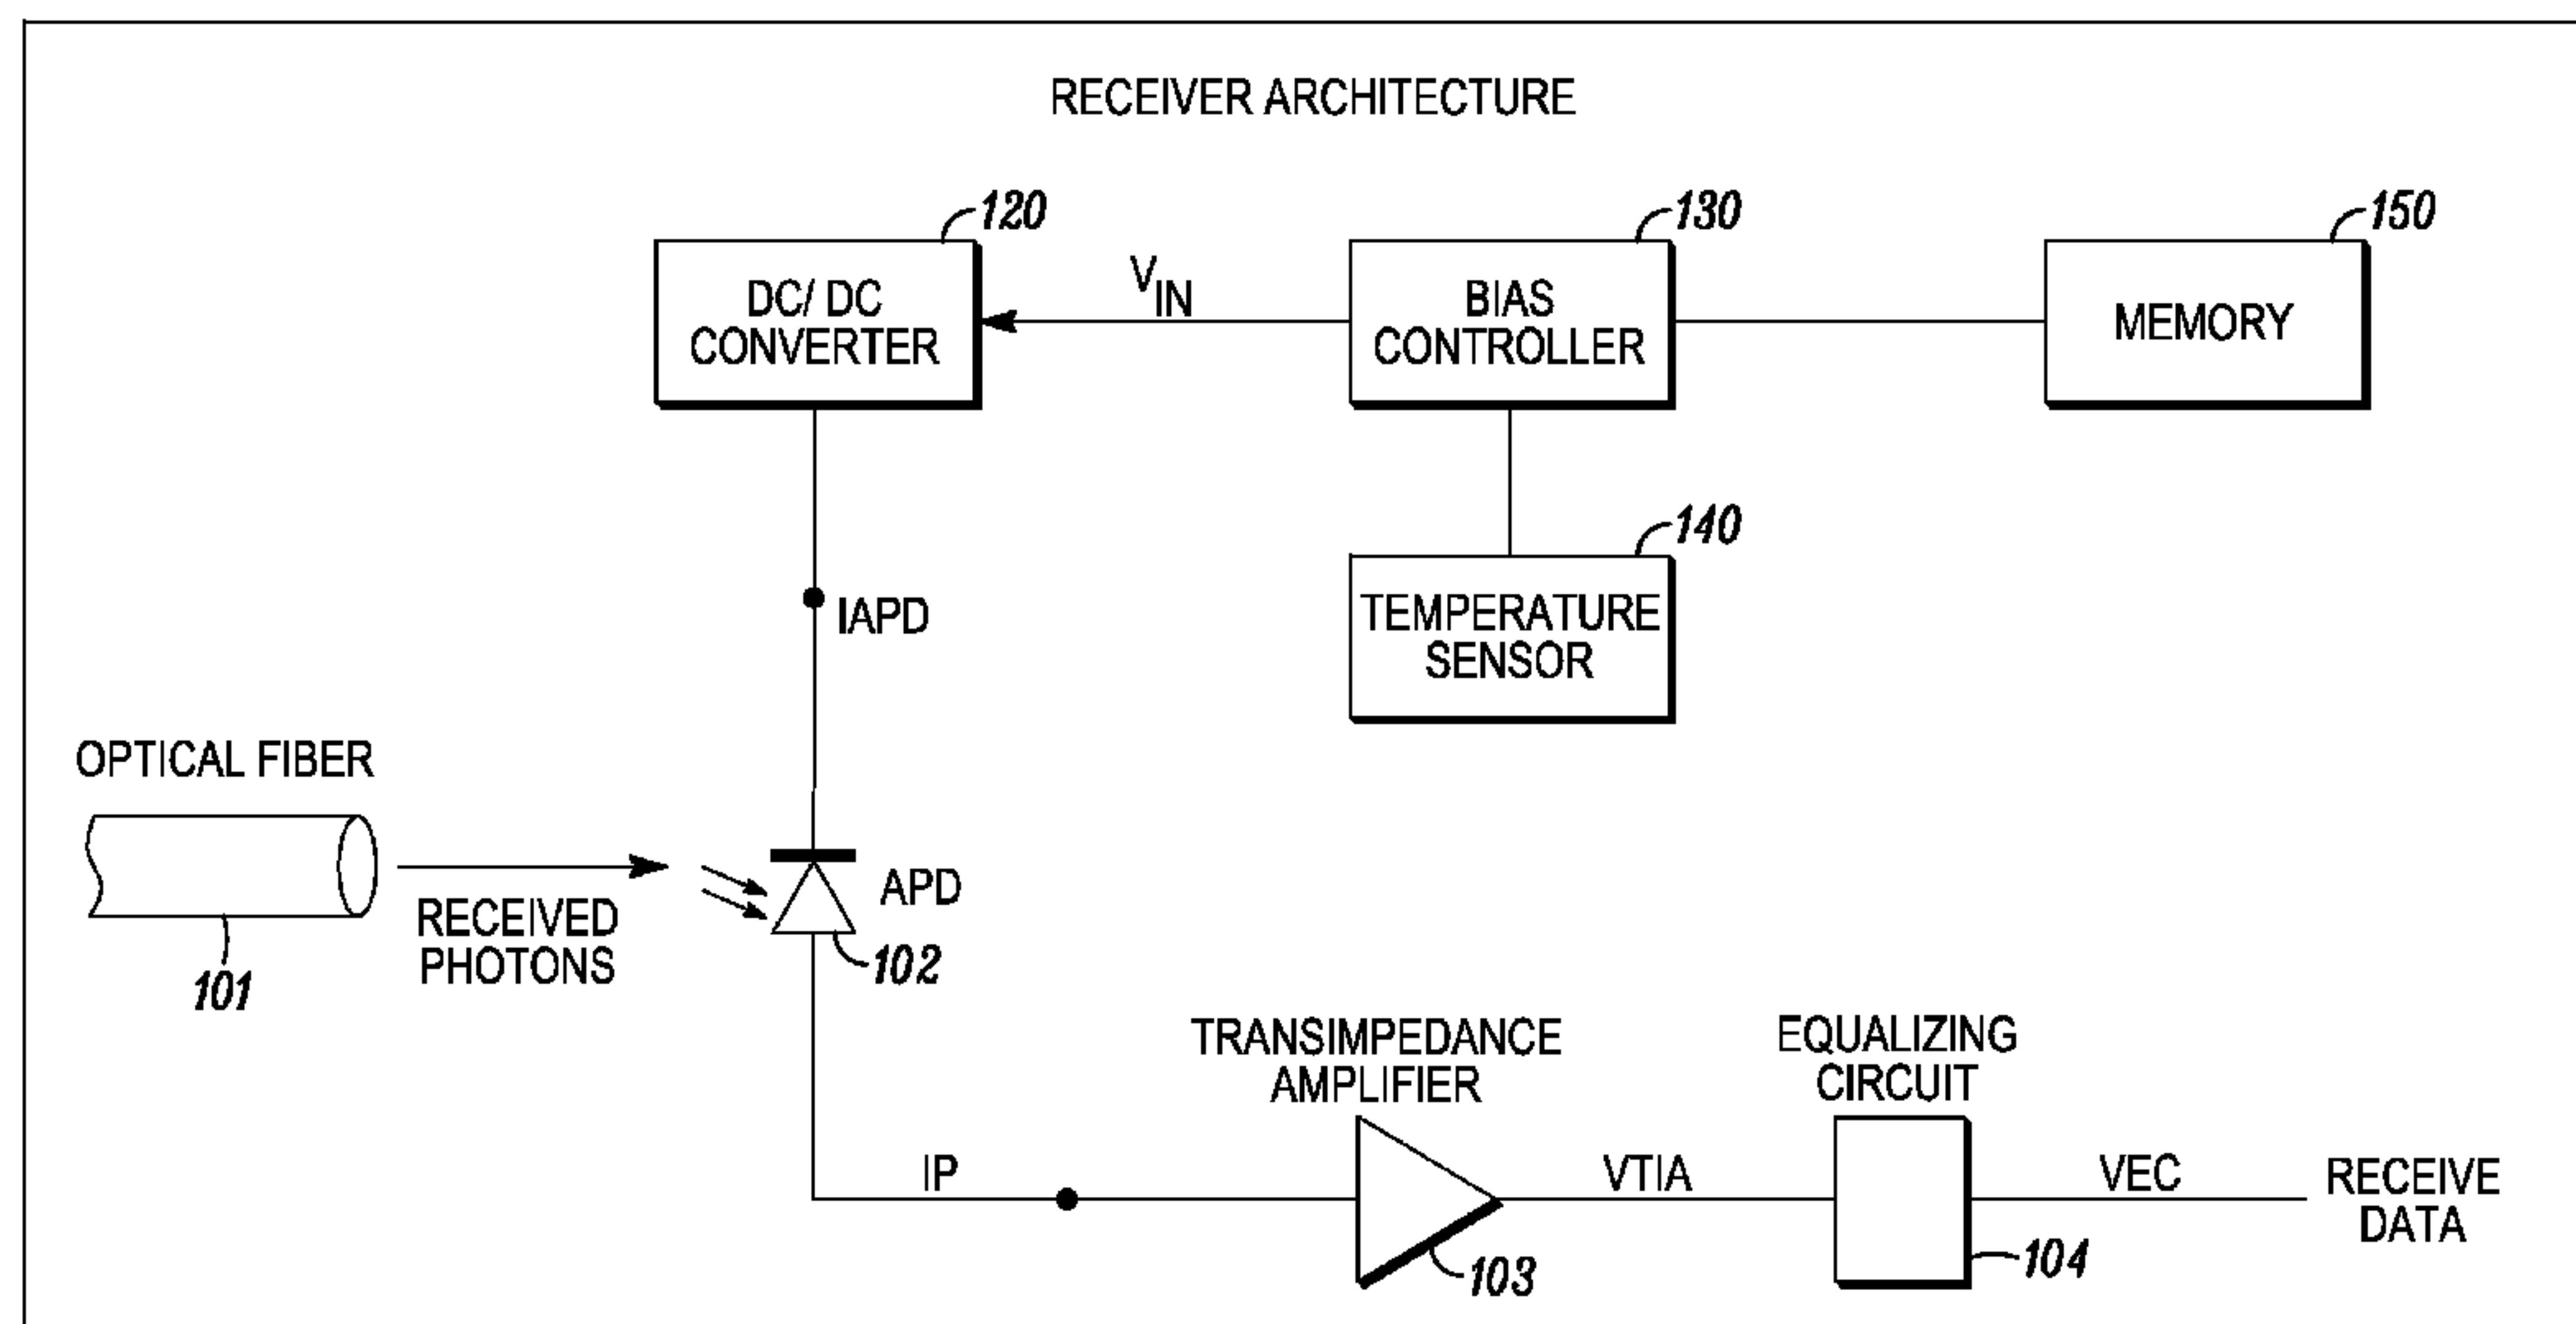 RECEIVER ARCHITECTURE
120
130
150
DC/ DC
CONVERTER
VIN
BIAS
CONTROLLER
MEMORY
140
IAPD
TEMPERATURE
SENSOR
OPTICAL FIBER
RECEIVED
PHOTONS
101
APD
102
TRANSIMPEDANCE
AMPLIFIER
EQUALIZING
CIRCUIT
IP
VTIA
VEC
RECEIVE
DATA
103
104